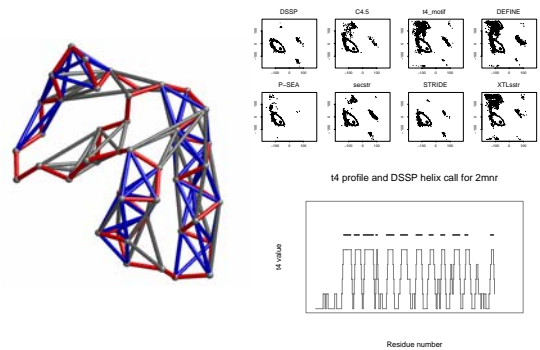 DSSP C4.5 t4_motif DEFINE
P-SEA secstr STRIDE XTLsstr
t4 profile and DSSP helix call for 2mnr
t4 value
Residue number